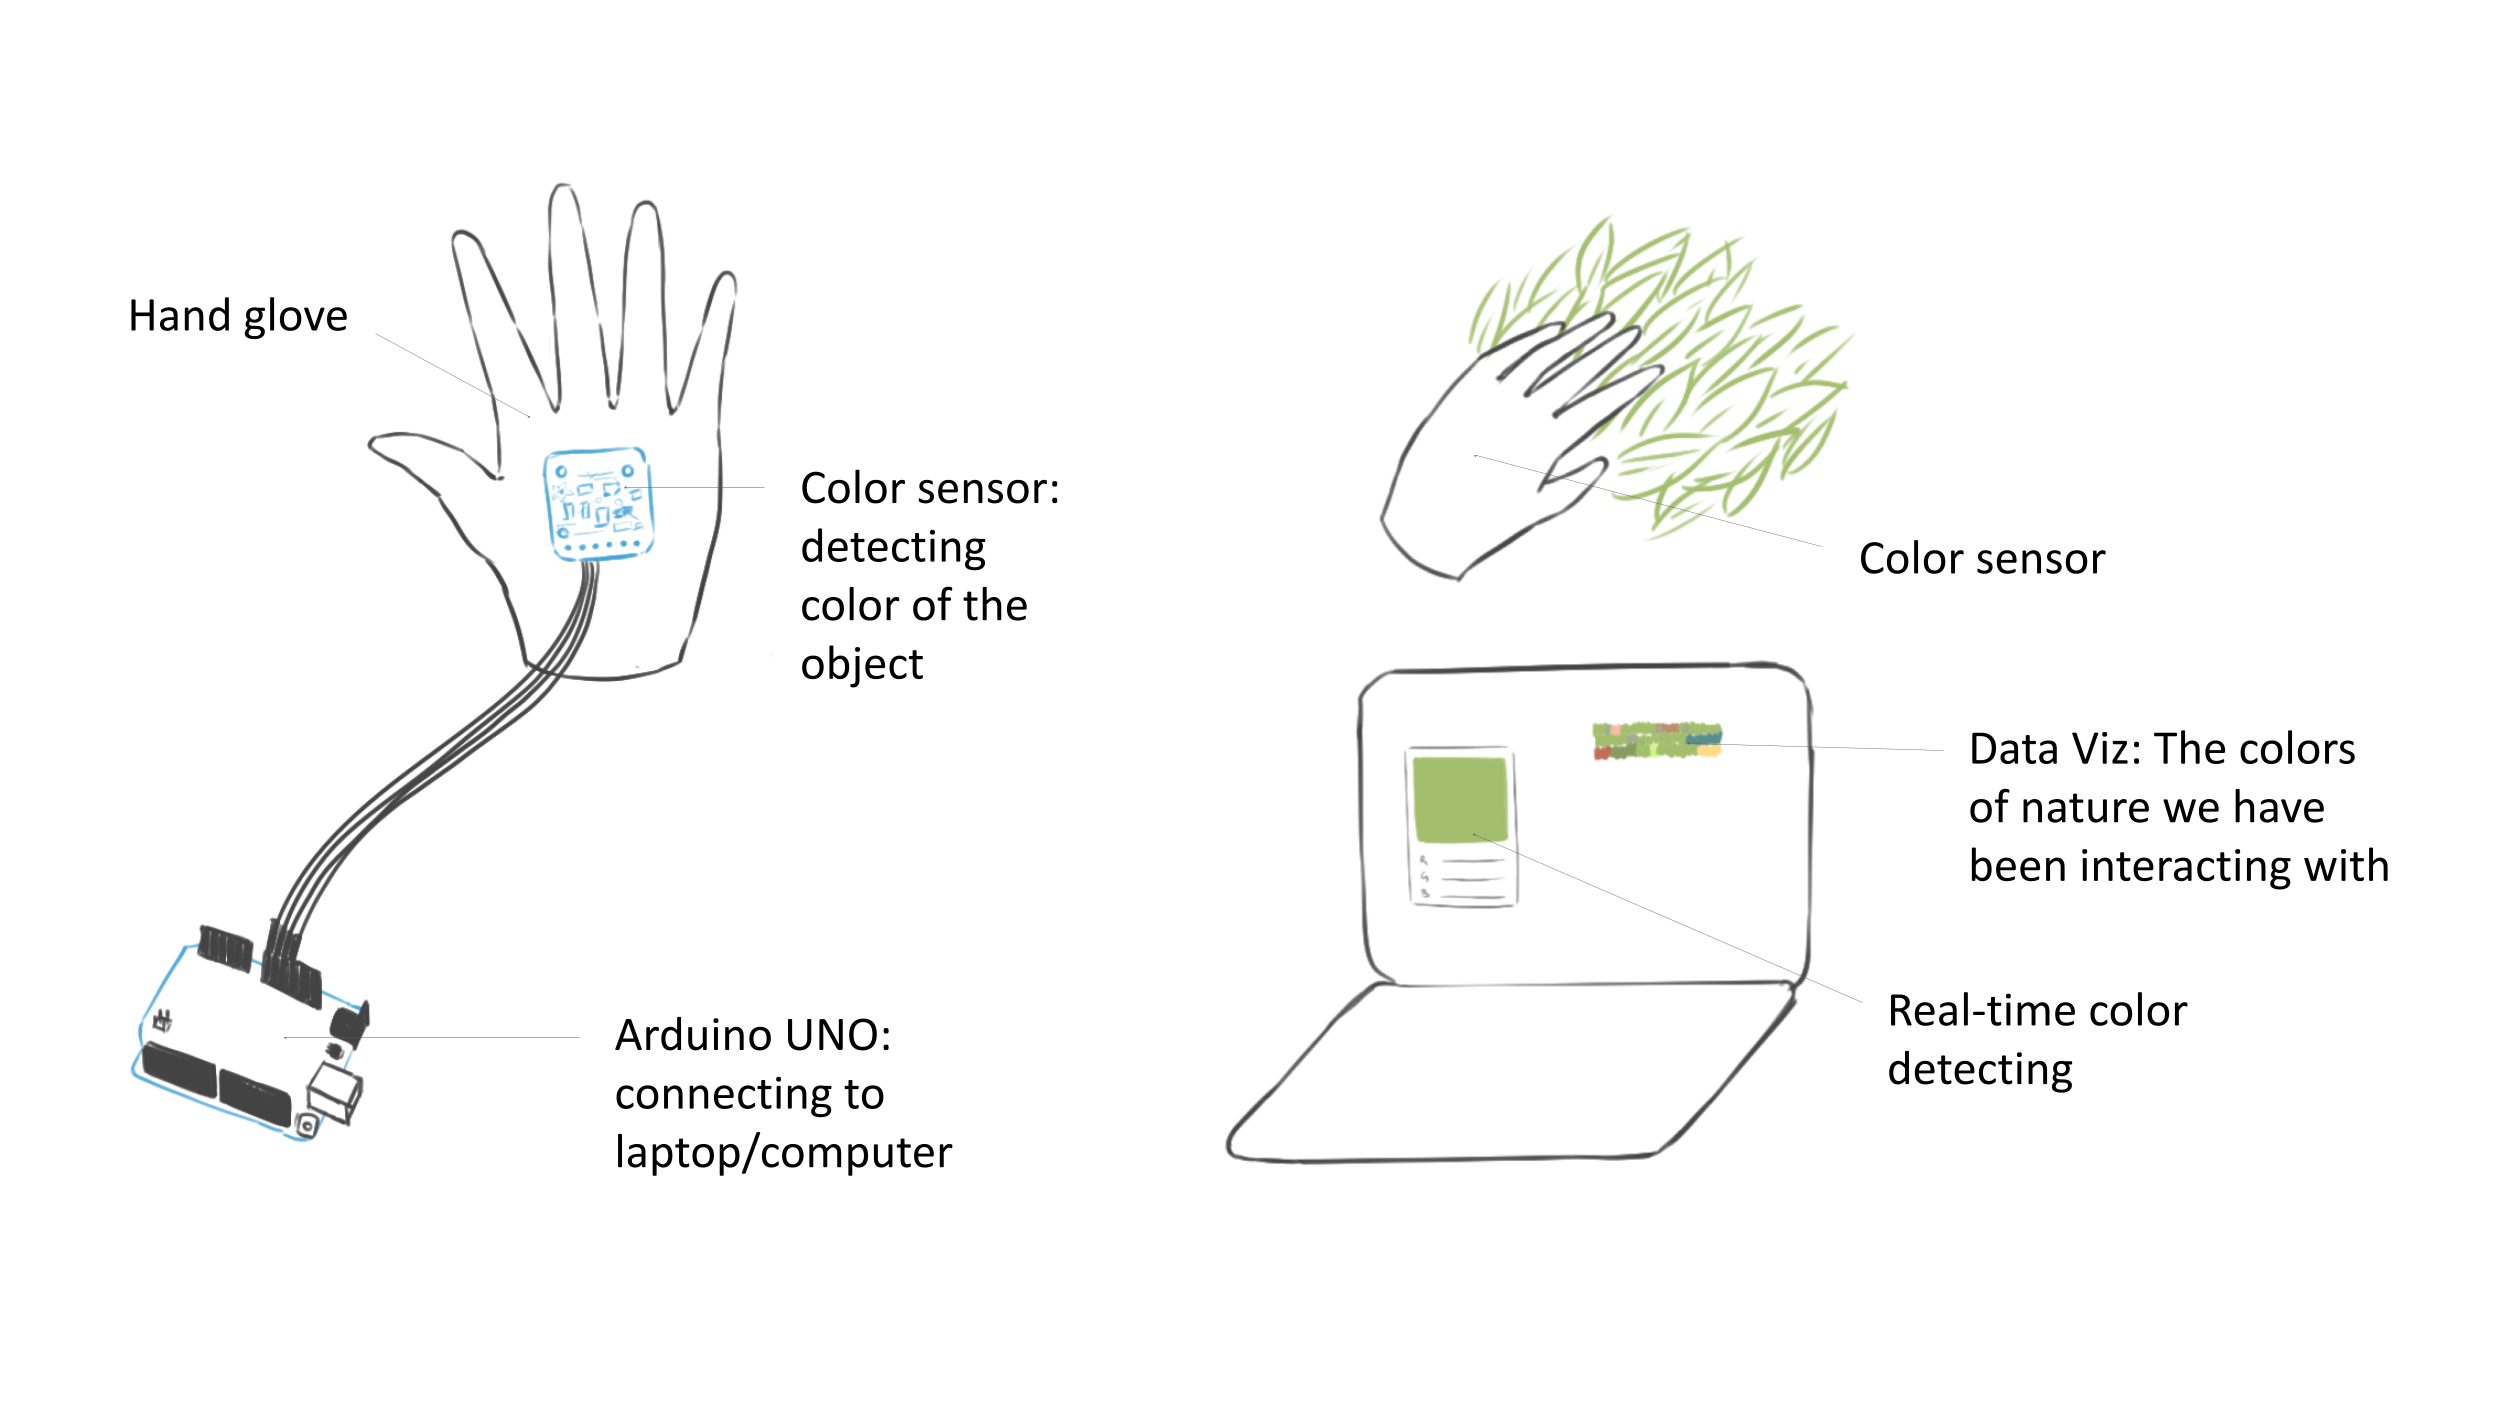 Hand glove
Color sensor:
detecting
color of the
object
Arduino UNO:
connecting to
laptop/computer
Color sensor
Data Viz: The colors
of nature we have
been interacting with
R
G
B
Real-time color
detecting